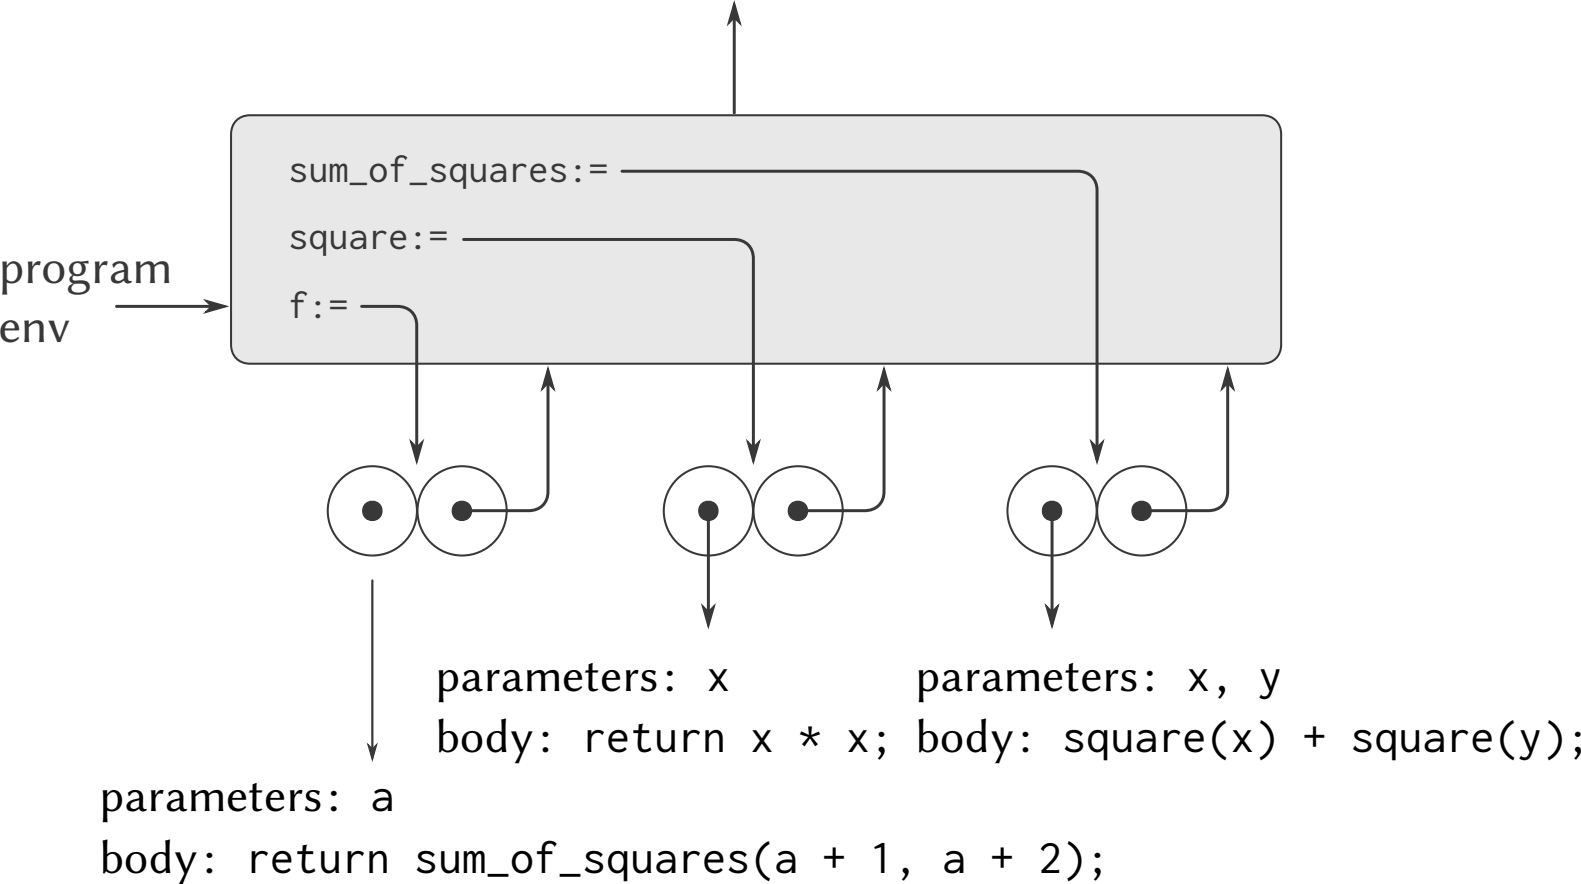 sum_of_squares:=
square:=
program
env
f:=
parameters: x
body: return x * x;
parameters: x, y
body: square(x) + square(y);
parameters: a
body: return sum_of_squares(a + 1, a + 2);